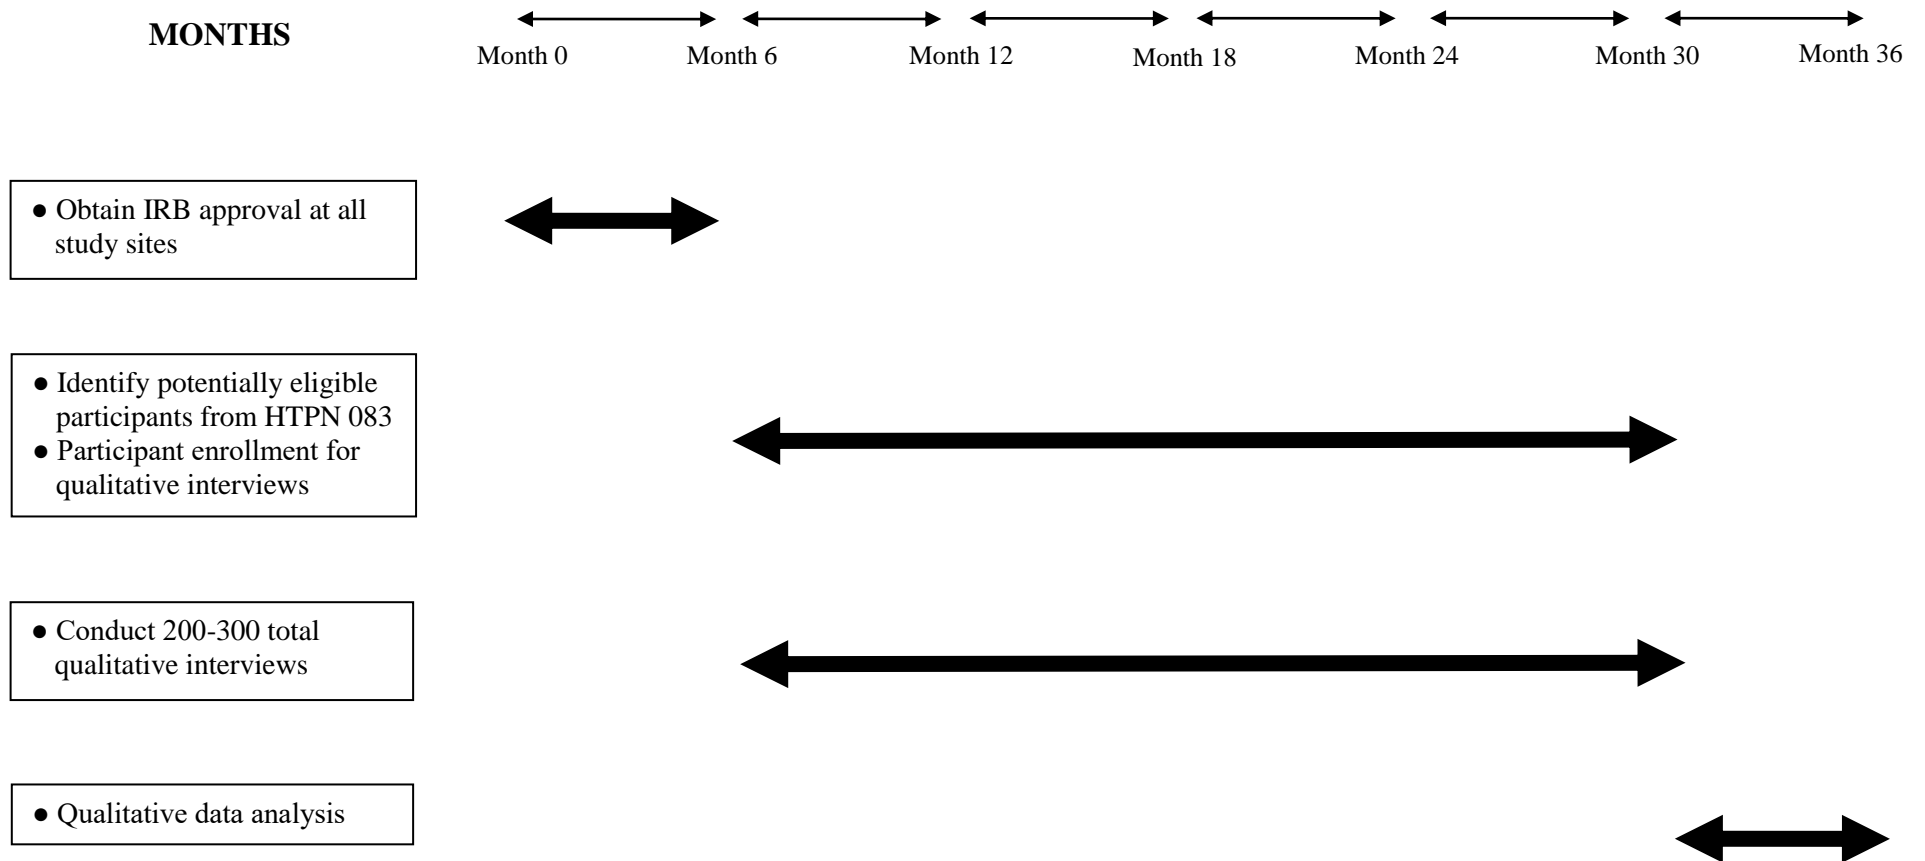 MONTHS
Month 0 Month 6 Month 12 Month 18 Month 24 Month 30 Month 36
● Obtain IRB approval at all
study sites
● Identify potentially eligible
participants from HTPN 083
● Participant enrollment for
qualitative interviews
● Conduct 200-300 total
qualitative interviews
● Qualitative data analysis